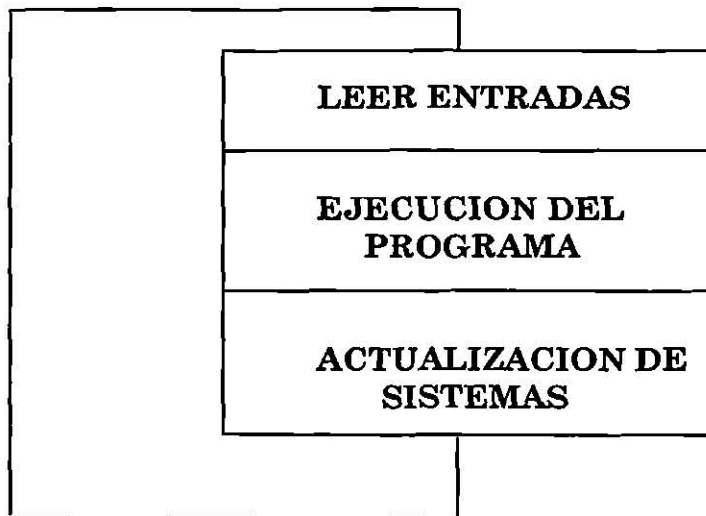 LEER ENTRADAS
EJECUCION DEL
PROGRAMA
ACTUALIZACION DE
SISTEMAS